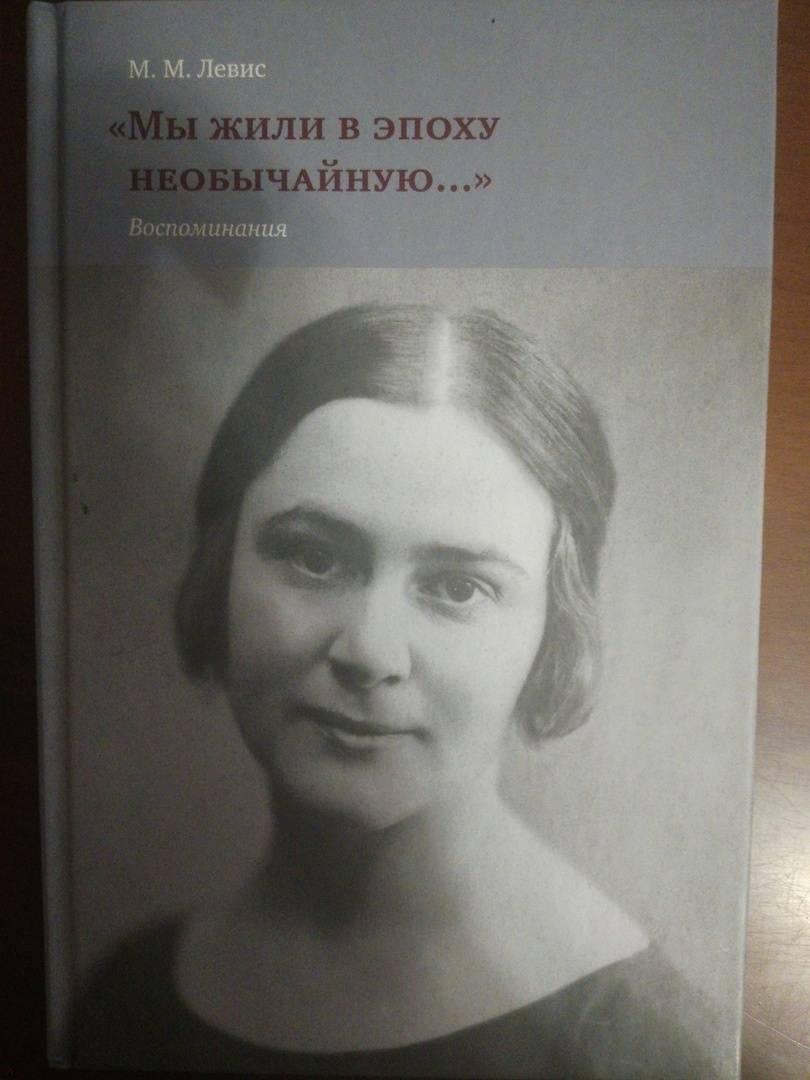 М. М. Левис
«Мы жили в эпоху
необычайную...»
Воспоминания